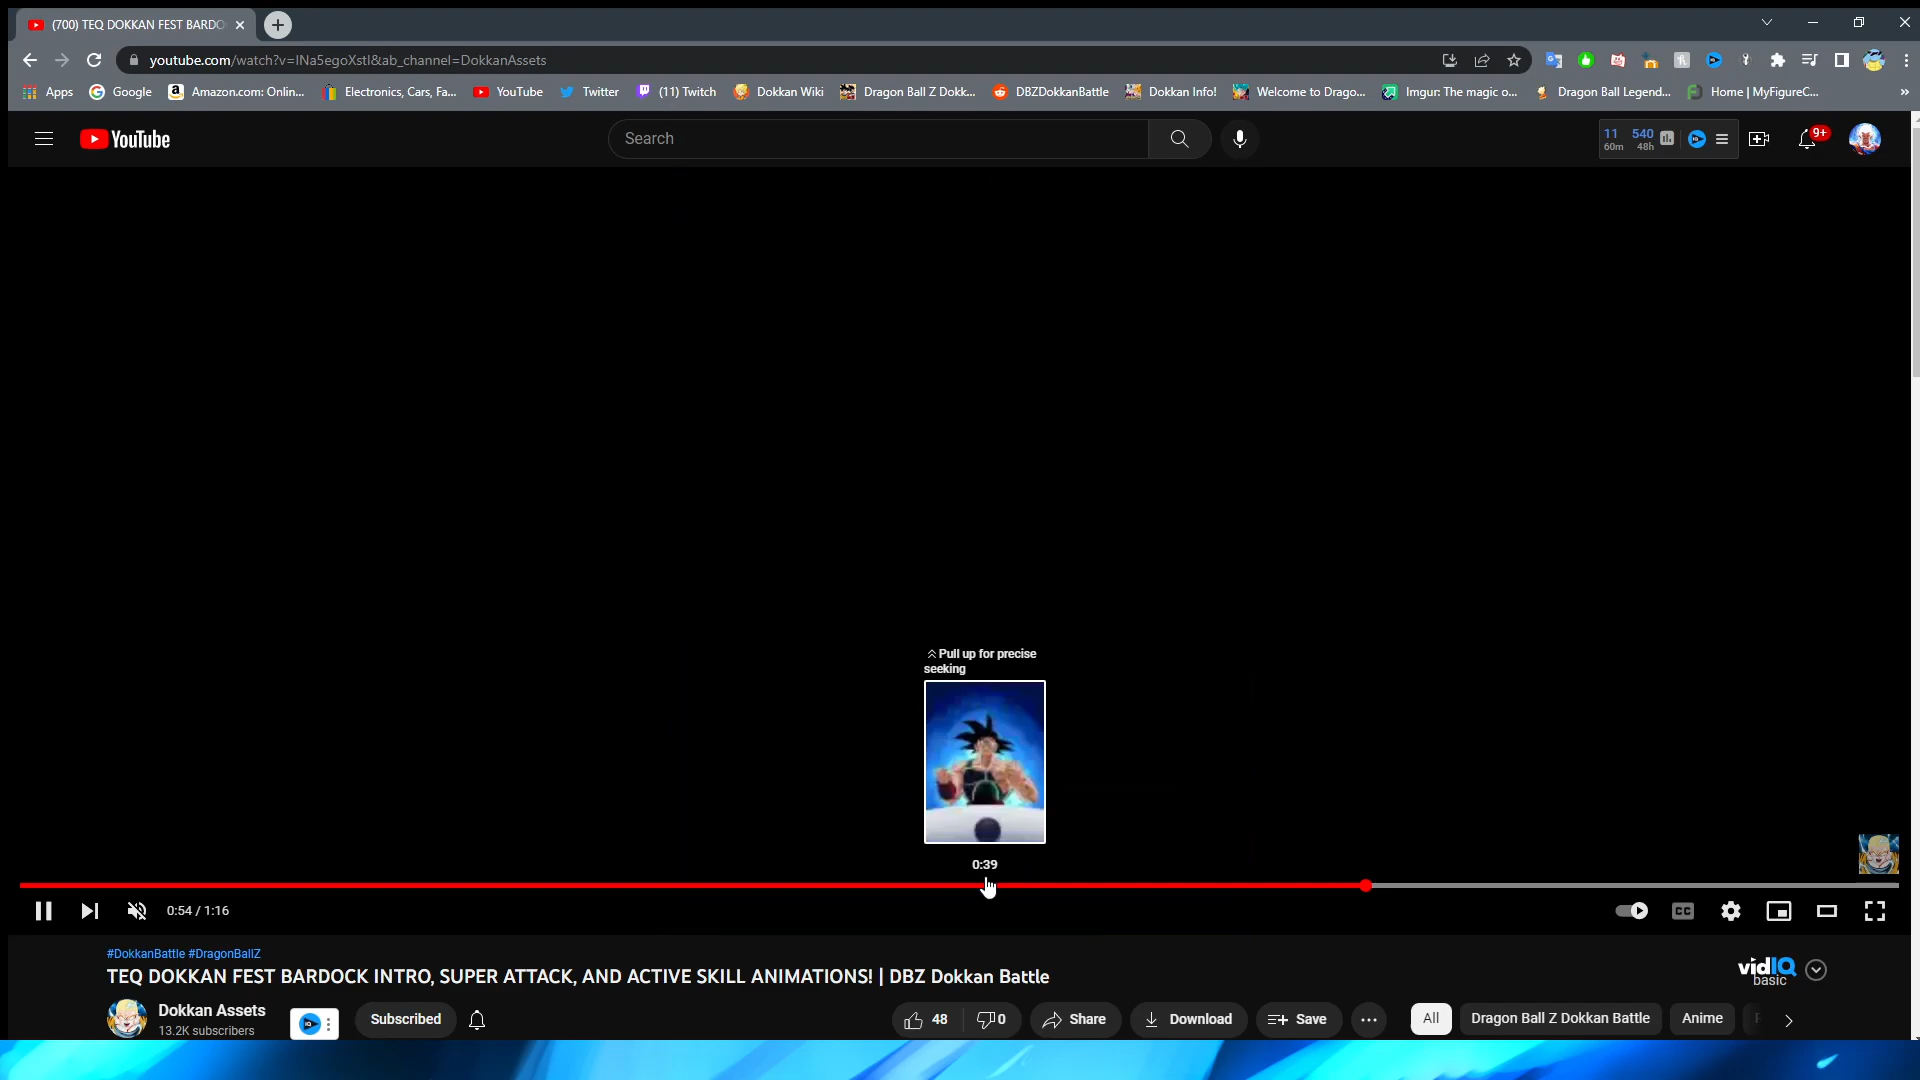 (700) TEQ DOKKAN FEST BARDO
youtube.com/watch?v=INa5egoXstI&ab_channel=DokkanAssets
Apps
Google
Amazon.com: Onlin...
Electronics, Cars, Fa...
YouTube
Twitter
(11) Twitch
Dokkan Wiki
Dragon Ball Z Dokk...
DBZDokkanBattle
Dokkan Info!
Welcome to Drago...
Imgur: The magic o...
Dragon Ball Legend...
Home | MyFigureC...
»
YouTube
Search
11 540
60m 48h
9+
Pull up for precise
seeking
0:39
0:54 / 1:16
CC
#DokkanBattle #DragonBallZ
TEQ DOKKAN FEST BARDOCK INTRO, SUPER ATTACK, AND ACTIVE SKILL ANIMATIONS! | DBZ Dokkan Battle
vidIQ
basic
Dokkan Assets
13.2K subscribers
Subscribed
48
0
Share
Download
Save
All
Dragon Ball Z Dokkan Battle
Anime